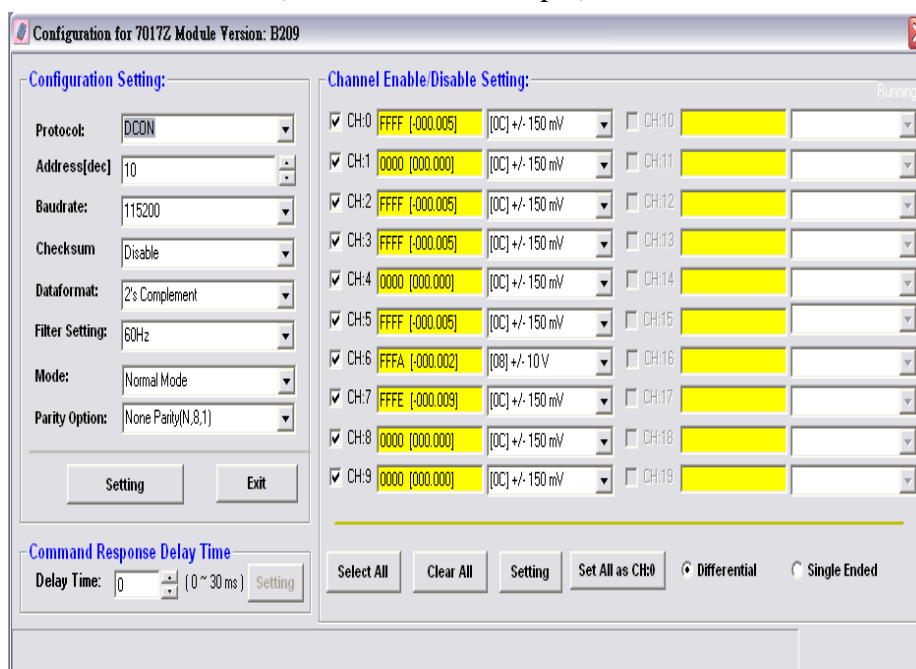 Configuration for 7017Z Module Version: B209
Configuration Setting:
Protocol: DCON
Address[dec] 10
Baudrate: 115200
Checksum Disable
Dataformat: 2's Complement
Filter Setting: 60Hz
Mode: Normal Mode
Parity Option: None Parity(N,8,1)
Setting Exit
Command Response Delay Time
Delay Time: 0 ( 0 ~ 30 ms ) Setting
Channel Enable/Disable Setting:
Running
CH:0 FFFF [-000.005] [0C] +/- 150 mV CH:10
CH:1 0000 [000.000] [0C] +/- 150 mV CH:11
CH:2 FFFF [-000.005] [0C] +/- 150 mV CH:12
CH:3 FFFF [-000.005] [0C] +/- 150 mV CH:13
CH:4 0000 [000.000] [0C] +/- 150 mV CH:14
CH:5 FFFF [-000.005] [0C] +/- 150 mV CH:15
CH:6 FFFA [-000.002] [08] +/- 10 V CH:16
CH:7 FFFE [-000.009] [0C] +/- 150 mV CH:17
CH:8 0000 [000.000] [0C] +/- 150 mV CH:18
CH:9 0000 [000.000] [0C] +/- 150 mV CH:19
Select All Clear All Setting Set All as CH:0 Differential Single Ended